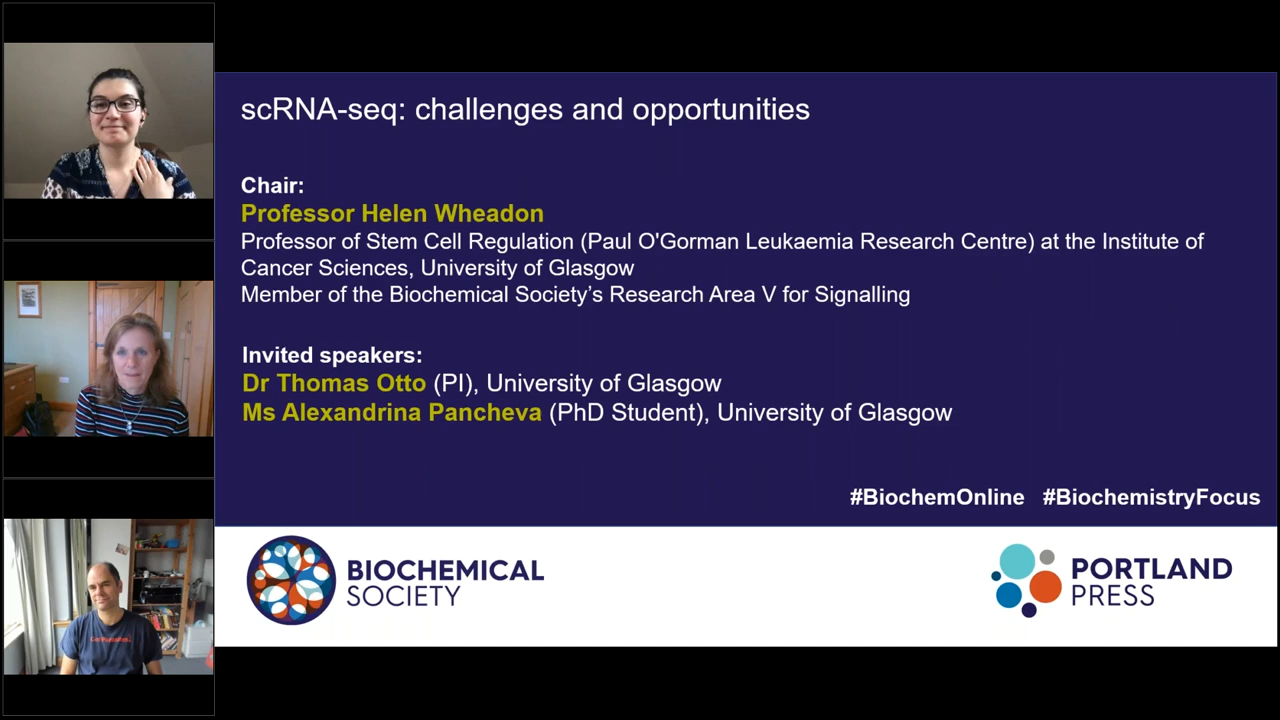 scRNA-seq: challenges and opportunities
Chair:
Professor Helen Wheadon
Professor of Stem Cell Regulation (Paul O'Gorman Leukaemia Research Centre) at the Institute of
Cancer Sciences, University of Glasgow
Member of the Biochemical Society’s Research Area V for Signalling
Invited speakers:
Dr Thomas Otto (PI), University of Glasgow
Ms Alexandrina Pancheva (PhD Student), University of Glasgow
#BiochemOnline #BiochemistryFocus
BIOCHEMICAL
SOCIETY
PORTLAND
PRESS